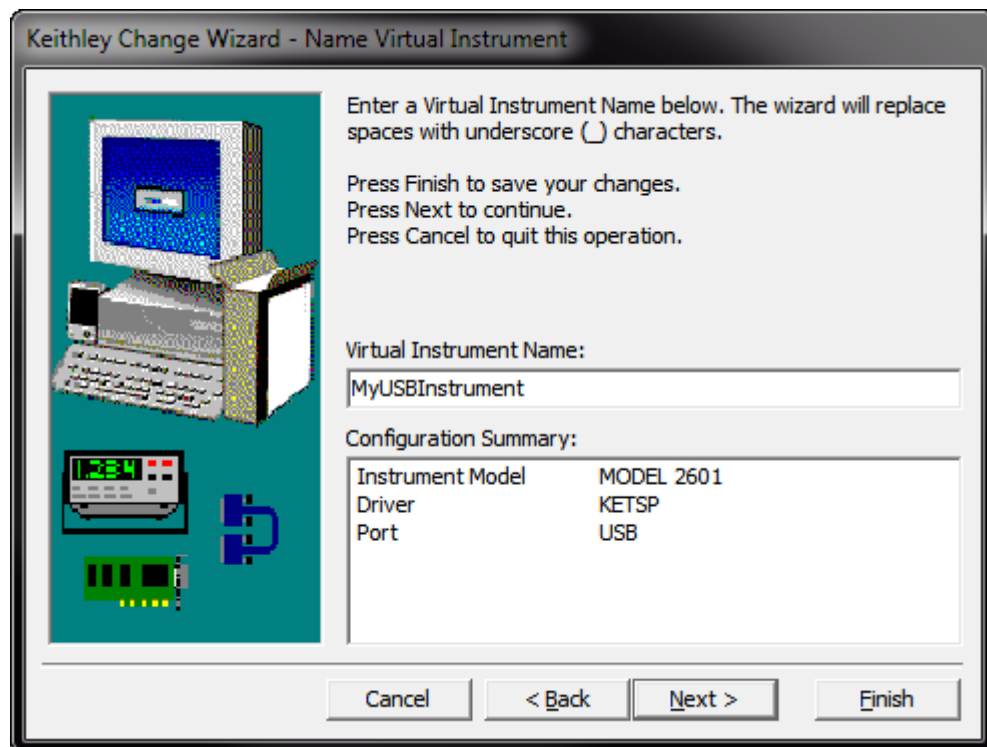 Keithley Change Wizard - Name Virtual Instrument
Enter a Virtual Instrument Name below. The wizard will replace
spaces with underscore (_) characters.
Press Finish to save your changes.
Press Next to continue.
Press Cancel to quit this operation.
Virtual Instrument Name:
MyUSBInstrument
Configuration Summary:
Instrument Model MODEL 2601
Driver KETSP
Port USB
1.234
Cancel < Back Next > Finish